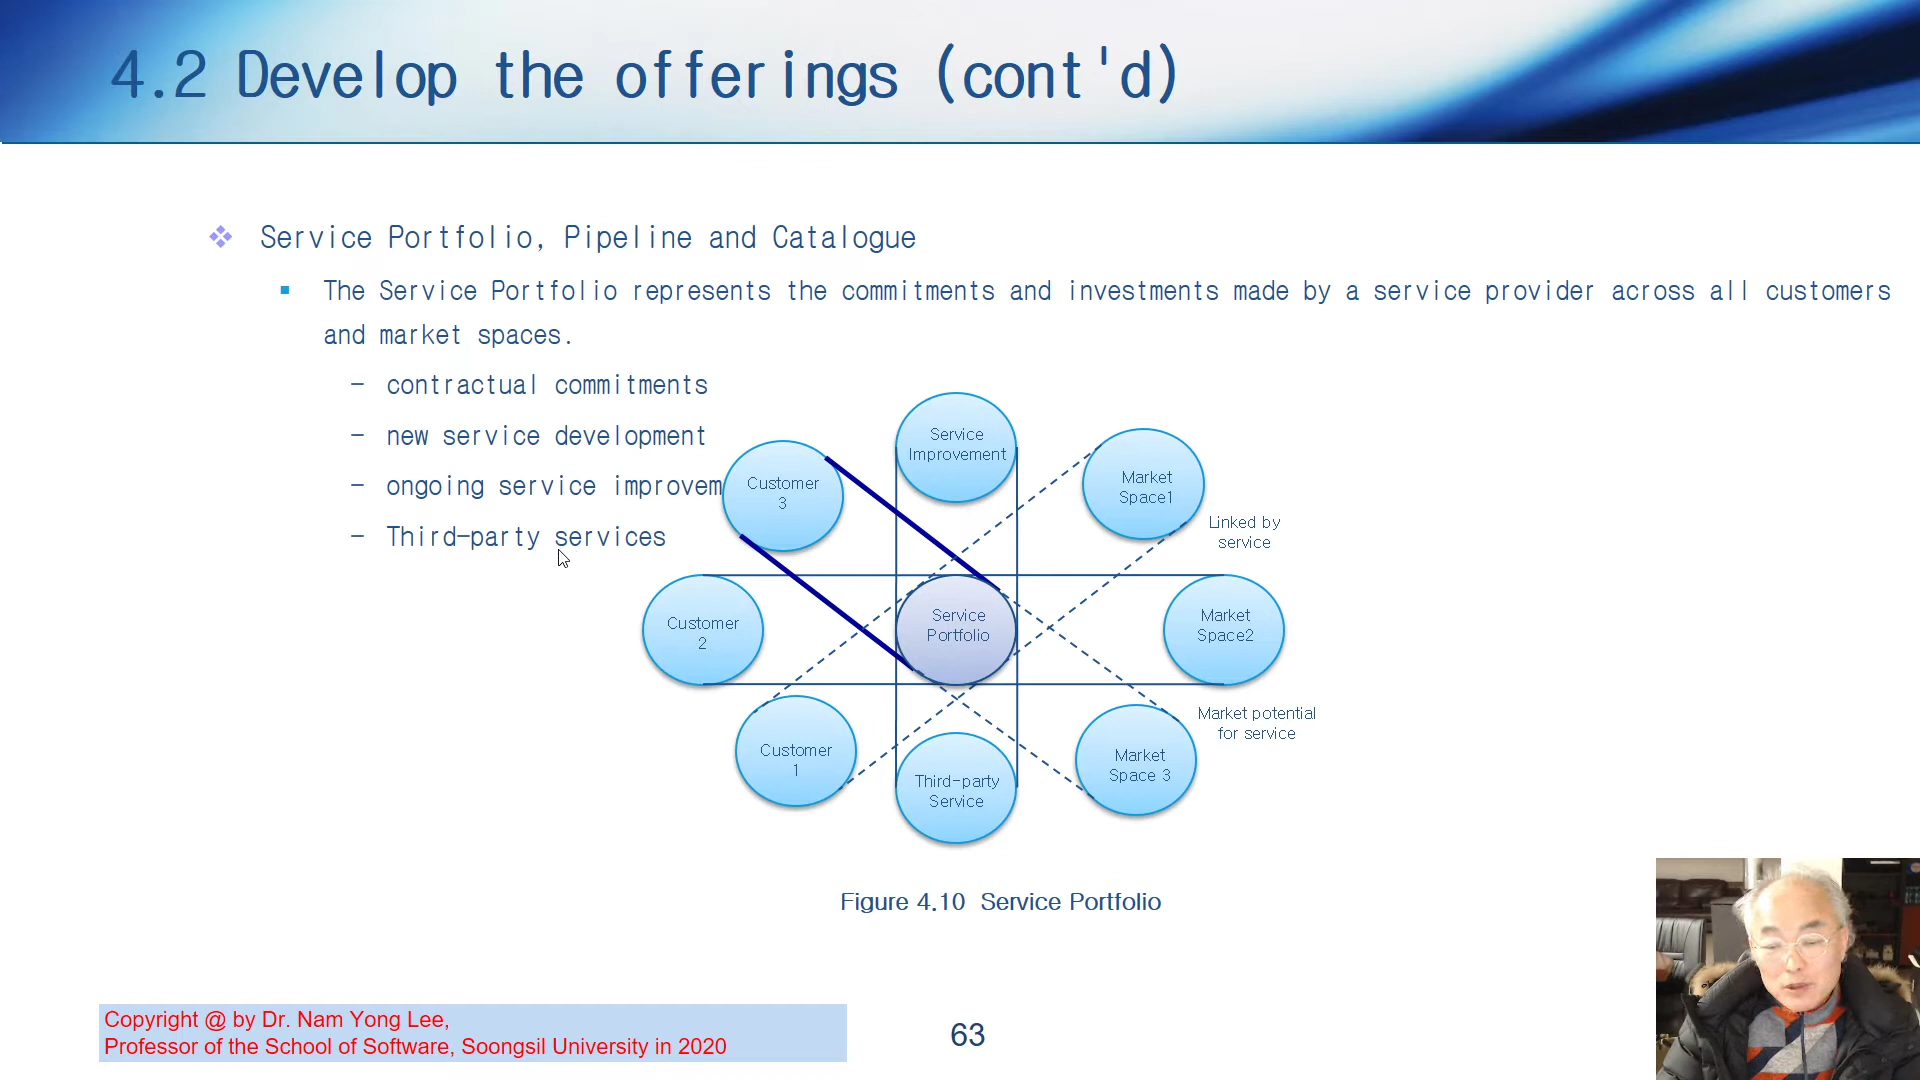 4.2 Develop the offerings (cont'd)
Service Portfolio, Pipeline and Catalogue
The Service Portfolio represents the commitments and investments made by a service provider across all customers
and market spaces.
- contractual commitments
- new service development
- ongoing service improvem
- Third-party services
Service
Improvement
Customer
3
Market
Space1
Linked by
service
Customer
2
Service
Portfolio
Market
Space2
Market potential
for service
Customer
1
Third-party
Service
Market
Space 3
Figure 4.10 Service Portfolio
Copyright @ by Dr. Nam Yong Lee,
Professor of the School of Software, Soongsil University in 2020
63